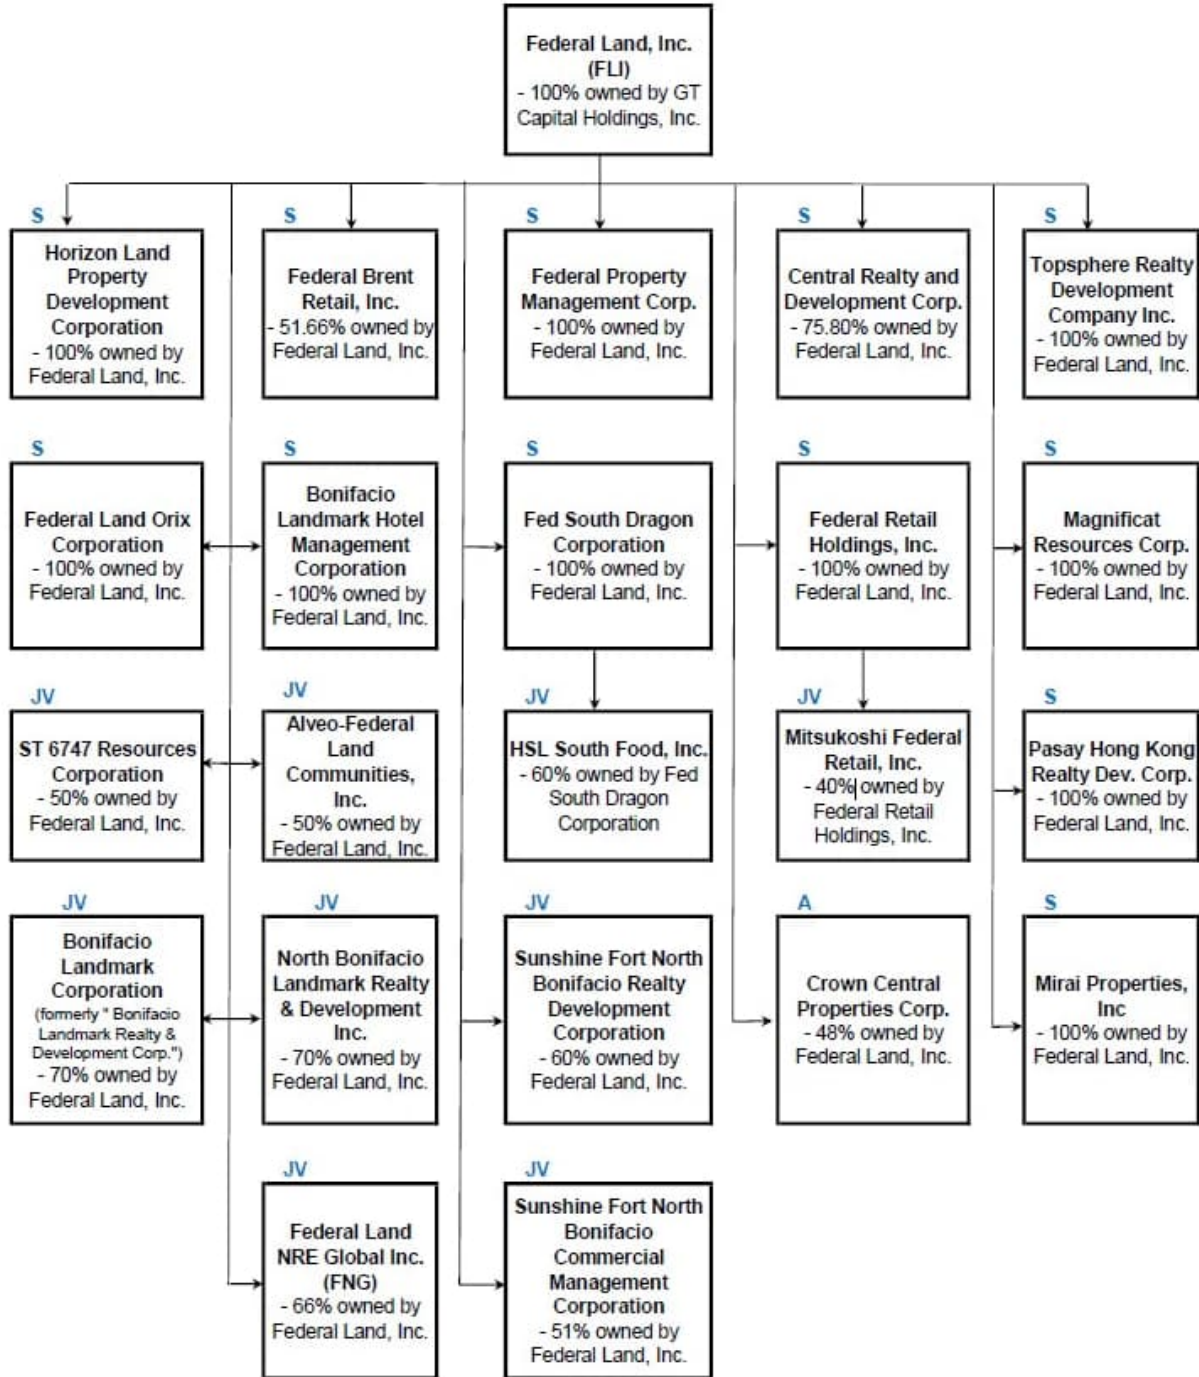 Federal Land, Inc.
(FLI)
- 100% owned by GT
Capital Holdings, Inc.
S
Horizon Land
Property
Development
Corporation
- 100% owned by
Federal Land, Inc.
S
Federal Brent
Retail, Inc.
- 51.66% owned by
Federal Land, Inc.
S
Federal Property
Management Corp.
- 100% owned by
Federal Land, Inc.
S
Central Realty and
Development Corp.
- 75.80% owned by
Federal Land, Inc.
S
Topsphere Realty
Development
Company Inc.
- 100% owned by
Federal Land, Inc.
S
Federal Land Orix
Corporation
- 100% owned by
Federal Land, Inc.
S
Bonifacio
Landmark Hotel
Management
Corporation
- 100% owned by
Federal Land, Inc.
S
Fed South Dragon
Corporation
- 100% owned by
Federal Land, Inc.
S
Federal Retail
Holdings, Inc.
- 100% owned by
Federal Land, Inc.
S
Magnificat
Resources Corp.
- 100% owned by
Federal Land, Inc.
JV
ST 6747 Resources
Corporation
- 50% owned by
Federal Land, Inc.
JV
Alveo-Federal
Land
Communities,
Inc.
- 50% owned by
Federal Land, Inc.
JV
HSL South Food, Inc.
- 60% owned by Fed
South Dragon
Corporation
JV
Mitsukoshi Federal
Retail, Inc.
- 40% owned by
Federal Retail
Holdings, Inc.
S
Pasay Hong Kong
Realty Dev. Corp.
- 100% owned by
Federal Land, Inc.
JV
Bonifacio
Landmark
Corporation
(formerly " Bonifacio
Landmark Realty &
Development Corp.")
- 70% owned by
Federal Land, Inc.
JV
North Bonifacio
Landmark Realty
& Development
Inc.
- 70% owned by
Federal Land, Inc.
JV
Sunshine Fort North
Bonifacio Realty
Development
Corporation
- 60% owned by
Federal Land, Inc.
A
Crown Central
Properties Corp.
- 48% owned by
Federal Land, Inc.
S
Mirai Properties,
Inc
- 100% owned by
Federal Land, Inc.
JV
Federal Land
NRE Global Inc.
(FNG)
- 66% owned by
Federal Land, Inc.
JV
Sunshine Fort North
Bonifacio
Commercial
Management
Corporation
- 51% owned by
Federal Land, Inc.